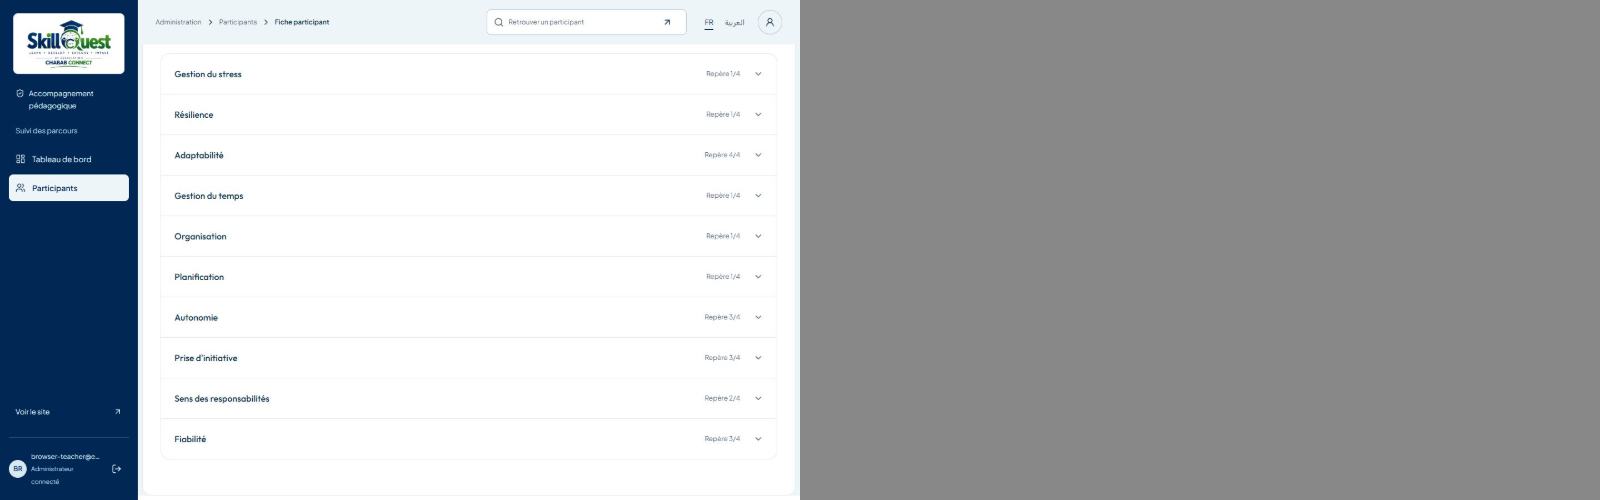 Skill Quest
CHABAB CONNECT
Accompagnement
pédagogique
Suivi des parcours
Tableau de bord
Participants
Voir le site
BR
browser-teacher@e...
Administrateur
connecté
Administration > Participants > Fiche participant
Retrouver un participant
FR
العربية
Gestion du stress Repère 1/4
Résilience Repère 1/4
Adaptabilité Repère 4/4
Gestion du temps Repère 1/4
Organisation Repère 1/4
Planification Repère 1/4
Autonomie Repère 3/4
Prise d'initiative Repère 3/4
Sens des responsabilités Repère 2/4
Fiabilité Repère 3/4